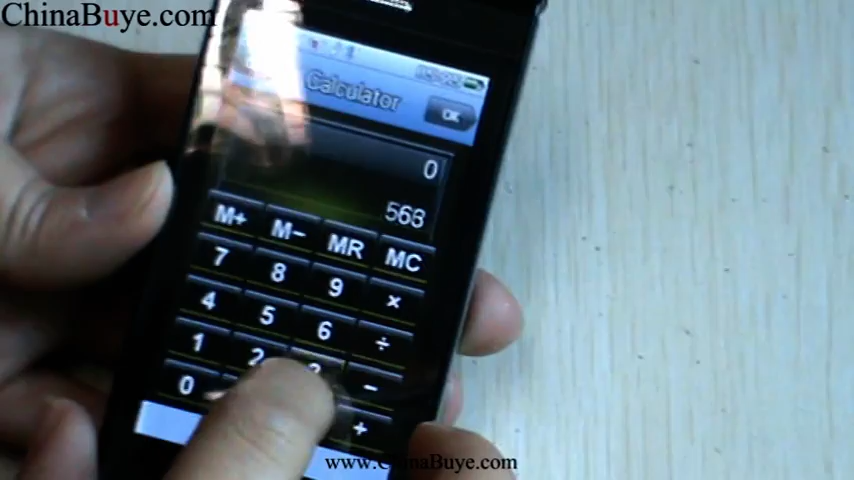 ChinaBuye.com
Calculator
OK
0
568
M+ M- MR MC
7 8 9 ×
4 5 6 ÷
1 2 3 -
0 +
www.ChinaBuye.com